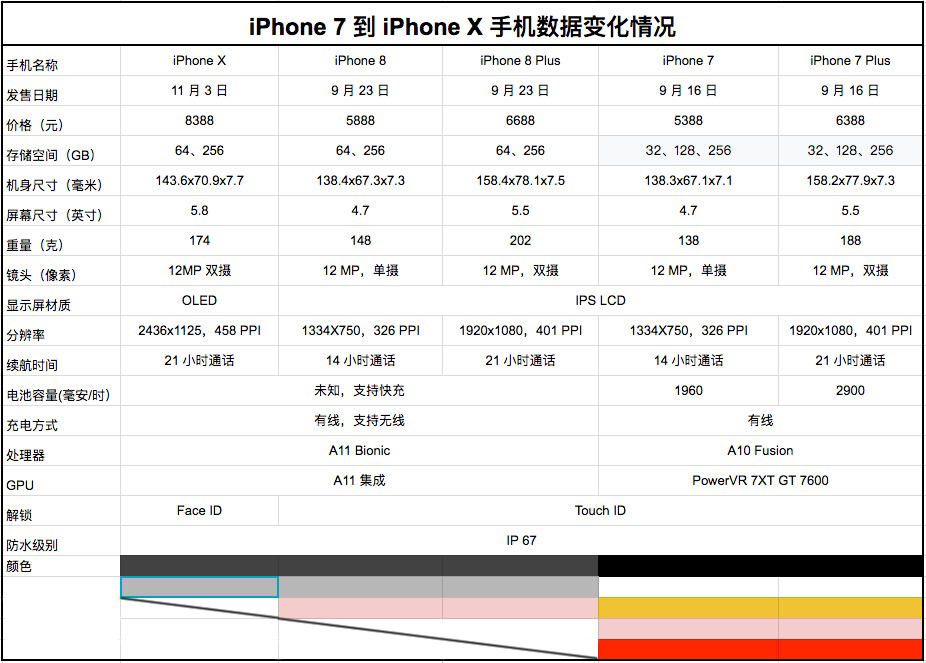 iPhone 7 到 iPhone X 手机数据变化情况
手机名称 iPhone X iPhone 8 iPhone 8 Plus iPhone 7 iPhone 7 Plus
发售日期 11 月 3 日 9 月 23 日 9 月 23 日 9 月 16 日 9 月 16 日
价格（元） 8388 5888 6688 5388 6388
存储空间（GB） 64、256 64、256 64、256 32、128、256 32、128、256
机身尺寸（毫米） 143.6x70.9x7.7 138.4x67.3x7.3 158.4x78.1x7.5 138.3x67.1x7.1 158.2x77.9x7.3
屏幕尺寸（英寸） 5.8 4.7 5.5 4.7 5.5
重量（克） 174 148 202 138 188
镜头（像素） 12MP 双摄 12 MP，单摄 12 MP，双摄 12 MP，单摄 12 MP，双摄
显示屏材质 OLED IPS LCD
分辨率 2436x1125，458 PPI 1334X750，326 PPI 1920x1080，401 PPI 1334X750，326 PPI 1920x1080，401 PPI
续航时间 21 小时通话 14 小时通话 21 小时通话 14 小时通话 21 小时通话
电池容量(毫安/时） 未知，支持快充 1960 2900
充电方式 有线，支持无线 有线
处理器 A11 Bionic A10 Fusion
GPU A11 集成 PowerVR 7XT GT 7600
解锁 Face ID Touch ID
防水级别 IP 67
颜色